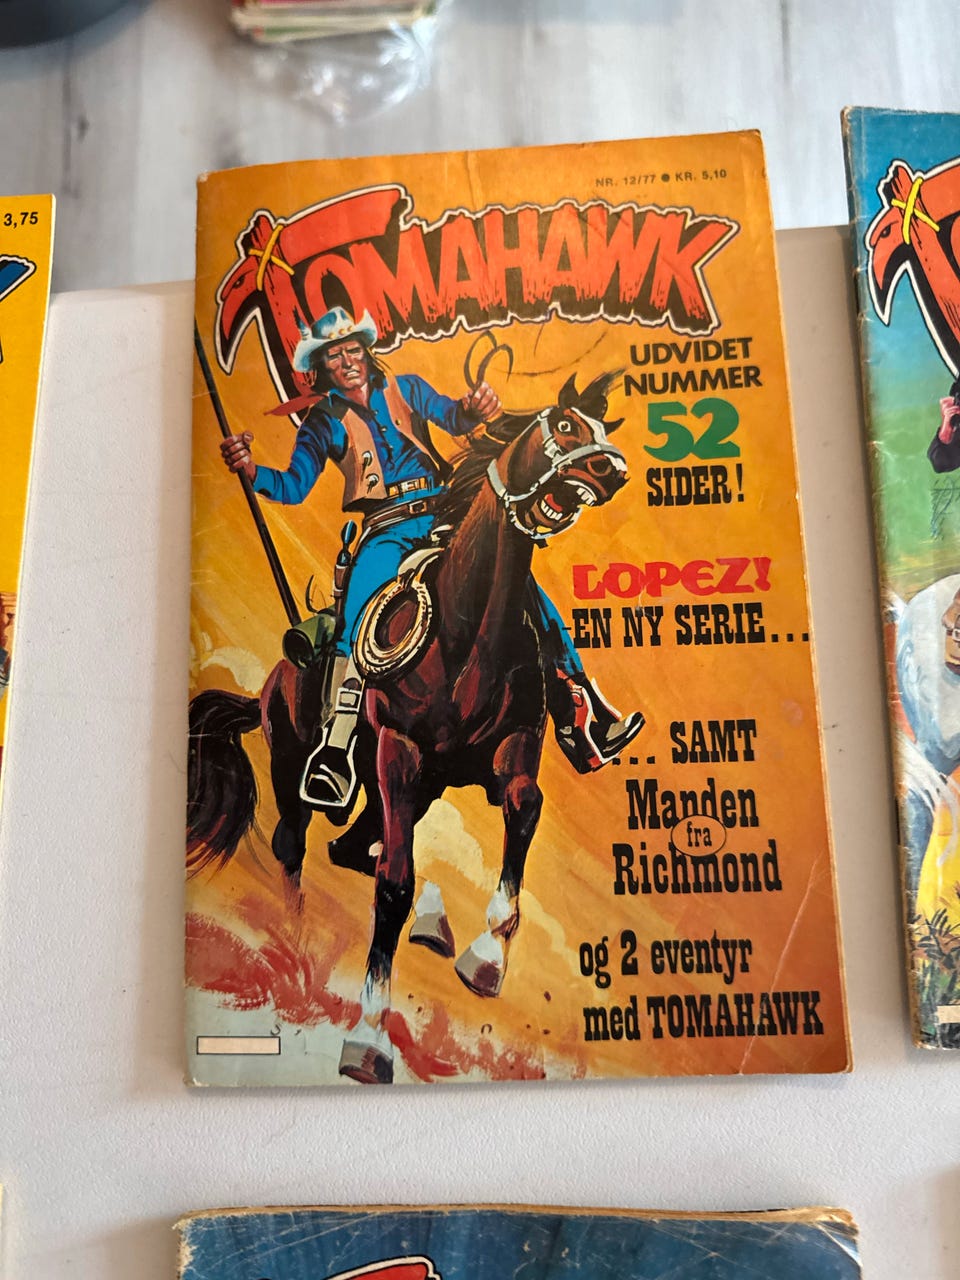 3,75
NR. 12/77 ● KR. 5,10
TOMAHAWK
UDVIDET
NUMMER
52
SIDER!
LOPEZ!
EN NY SERIE...
... SAMT
Manden
fra
Richmond
og 2 eventyr
med TOMAHAWK